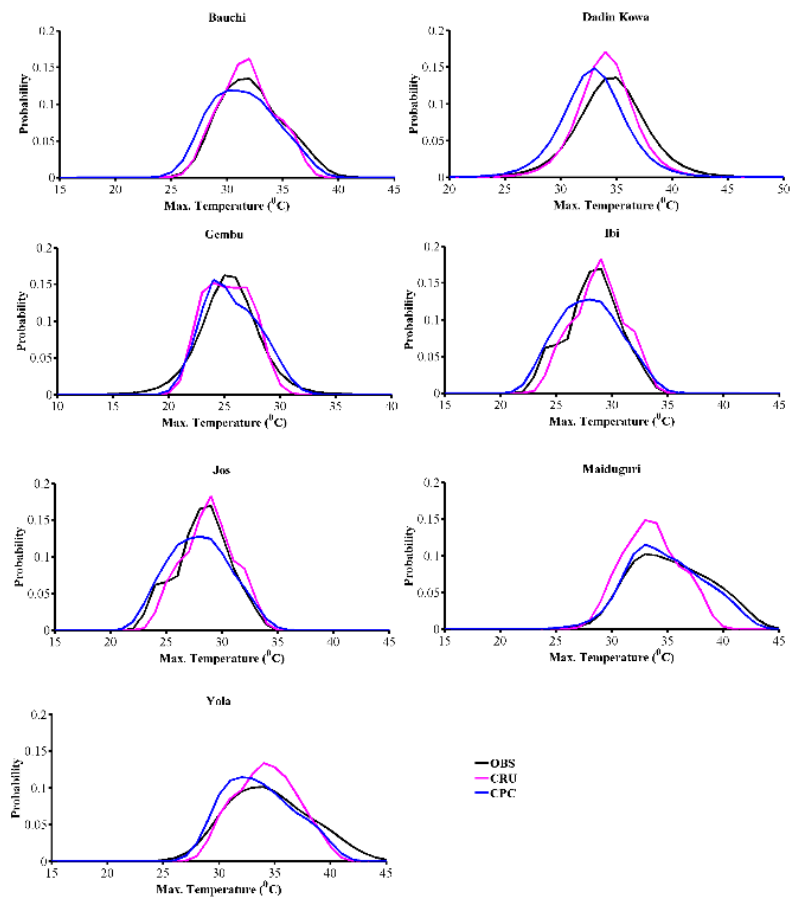 Bauchi
0.2
0.15
0.1
0.05
0
Probability
15 20 25 30 35 40 45
Max. Temperature (⁰C)
Dadin Kowa
0.2
0.15
0.1
0.05
0
Probability
20 25 30 35 40 45 50
Max. Temperature (⁰C)
Gembu
0.2
0.15
0.1
0.05
0
Probability
10 15 20 25 30 35 40
Max. Temperature (⁰C)
Ibi
0.2
0.15
0.1
0.05
0
Probability
15 20 25 30 35 40 45
Max. Temperature (⁰C)
Jos
0.2
0.15
0.1
0.05
0
Probability
15 20 25 30 35 40 45
Max. Temperature (⁰C)
Maiduguri
0.2
0.15
0.1
0.05
0
Probability
15 20 25 30 35 40 45
Max. Temperature (⁰C)
Yola
0.2
0.15
0.1
0.05
0
Probability
15 20 25 30 35 40 45
Max. Temperature (⁰C)
OBS
CRU
CPC